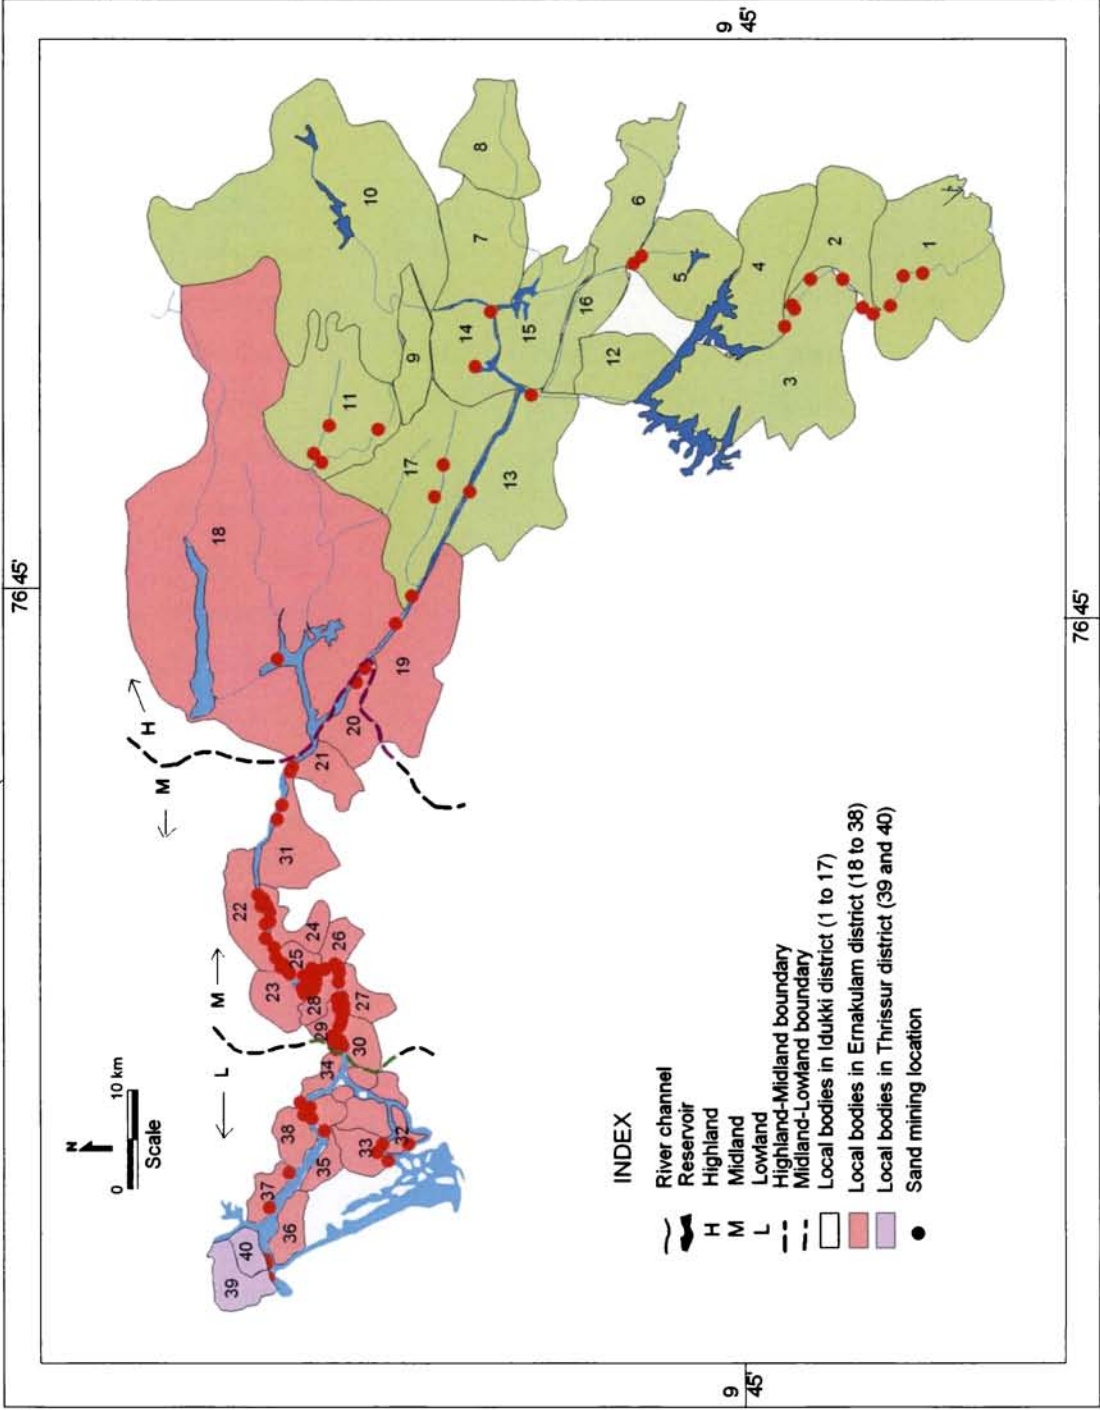 76 45'
9 45'
N
0 10 km
Scale
L
M
M
H
1
2
3
4
5
6
7
8
9
10
11
12
13
14
15
16
17
18
19
20
21
22
23
24
25
26
27
28
29
30
31
32
33
34
35
36
37
38
39
40
INDEX
River channel
Reservoir
H Highland
M Midland
L Lowland
Highland-Midland boundary
Midland-Lowland boundary
Local bodies in Idukki district (1 to 17)
Local bodies in Ernakulam district (18 to 38)
Local bodies in Thrissur district (39 and 40)
Sand mining location
9 45'
76 45'